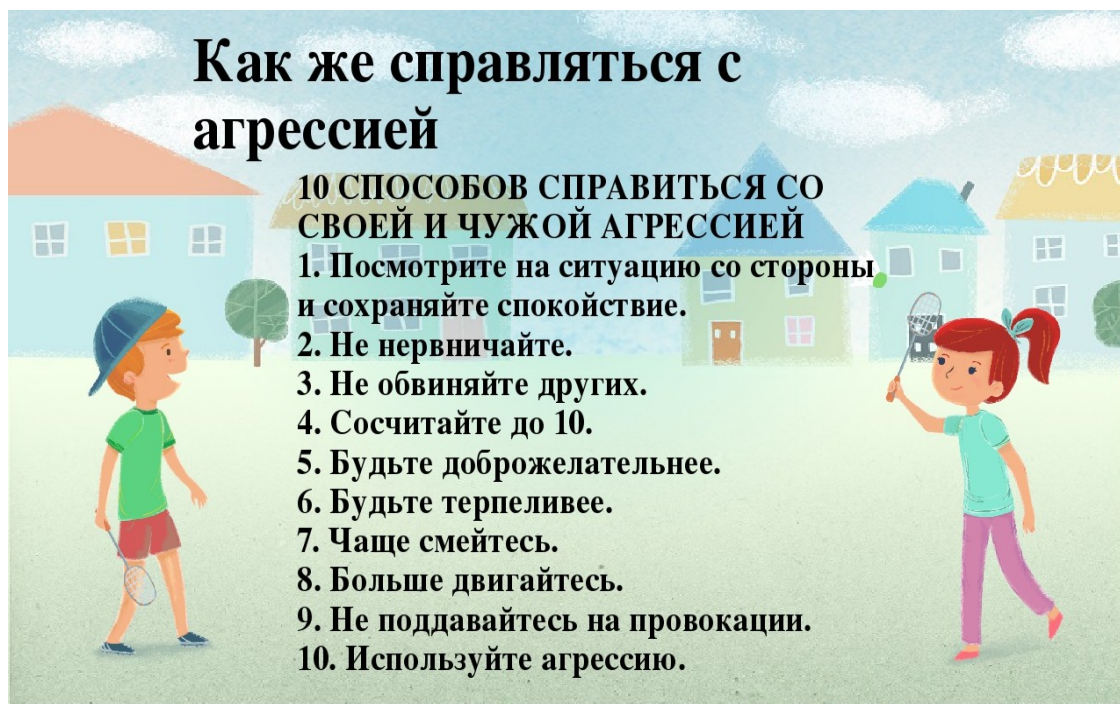 Как же справляться с
агрессией
10 СПОСОБОВ СПРАВИТЬСЯ СО
СВОЕЙ И ЧУЖОЙ АГРЕССИЕЙ
1. Посмотрите на ситуацию со стороны
и сохраняйте спокойствие.
2. Не нервничайте.
3. Не обвиняйте других.
4. Сосчитайте до 10.
5. Будьте доброжелательнее.
6. Будьте терпеливее.
7. Чаще смейтесь.
8. Больше двигайтесь.
9. Не поддавайтесь на провокации.
10. Используйте агрессию.